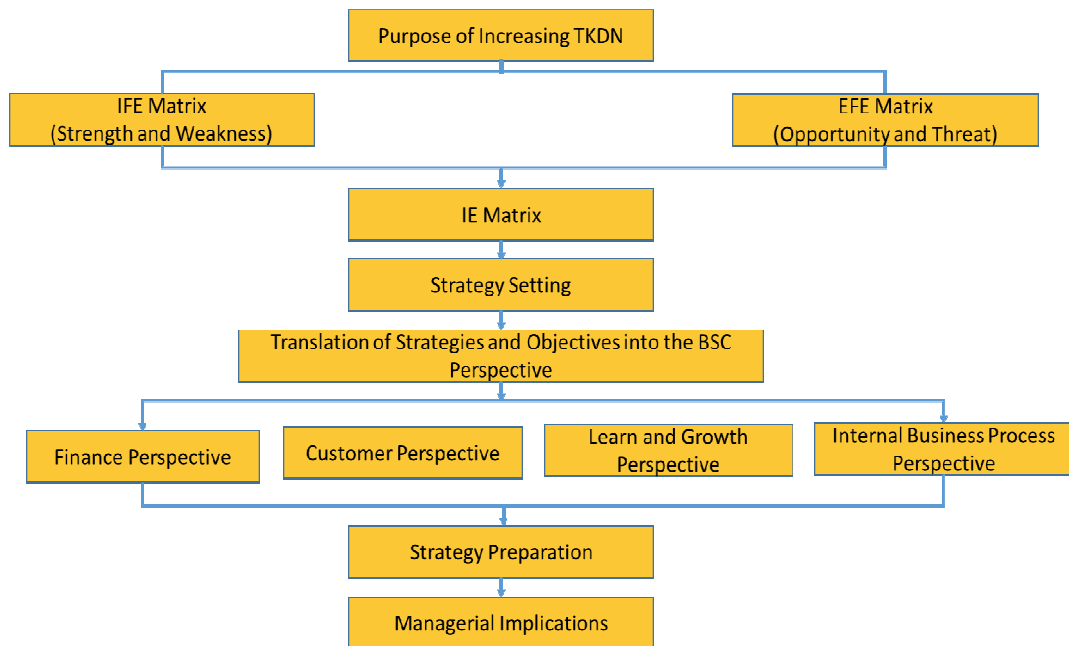 Purpose of Increasing TKDN
IFE Matrix
(Strength and Weakness)
EFE Matrix
(Opportunity and Threat)
IE Matrix
Strategy Setting
Translation of Strategies and Objectives into the BSC
Perspective
Finance Perspective
Customer Perspective
Learn and Growth
Perspective
Internal Business Process
Perspective
Strategy Preparation
Managerial Implications